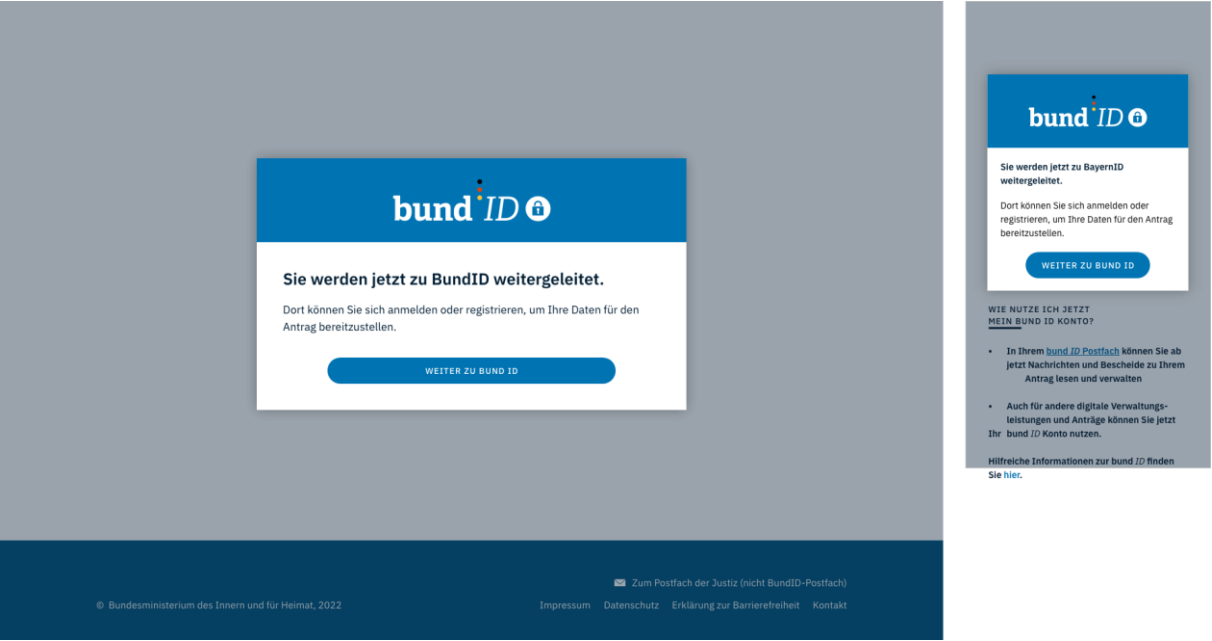 bund ID
Sie werden jetzt zu BundID weitergeleitet.
Dort können Sie sich anmelden oder registrieren, um Ihre Daten für den
Antrag bereitzustellen.
WEITER ZU BUND ID
Zum Postfach der Justiz (nicht BundID-Postfach)
© Bundesministerium des Innern und für Heimat, 2022
Impressum Datenschutz Erklärung zur Barrierefreiheit Kontakt
bund ID
Sie werden jetzt zu BayernID
weitergeleitet.
Dort können Sie sich anmelden oder
registrieren, um Ihre Daten für den Antrag
bereitzustellen.
WEITER ZU BUND ID
WIE NUTZE ICH JETZT
MEIN BUND ID KONTO?
• In Ihrem bund ID Postfach können Sie ab
jetzt Nachrichten und Bescheide zu Ihrem
Antrag lesen und verwalten
• Auch für andere digitale Verwaltungs-
leistungen und Anträge können Sie jetzt
Ihr bund ID Konto nutzen.
Hilfreiche Informationen zur bund ID finden
Sie hier.